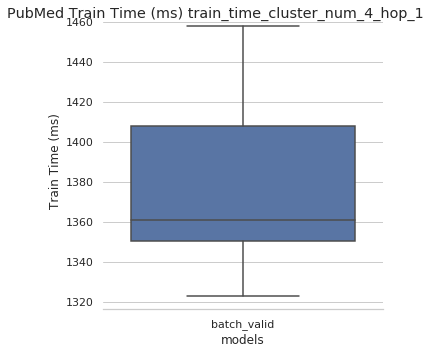 PubMed Train Time (ms) train_time_cluster_num_4_hop_1
1460
1440
1420
1400
1380
1360
1340
1320
Train Time (ms)
batch_valid
models